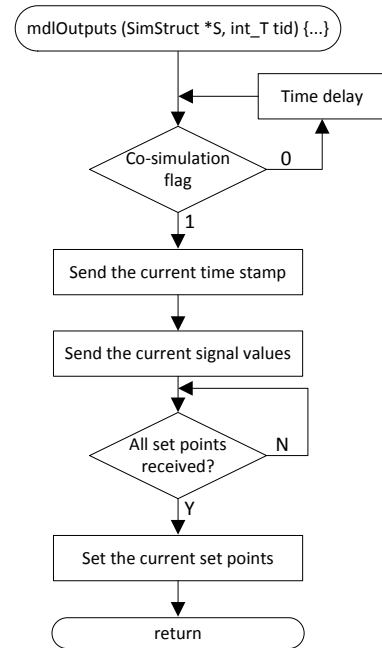 mdlOutputs (SimStruct *S, int_T tid) {...}
Time delay
Co-simulation
flag
0
1
Send the current time stamp
Send the current signal values
All set points
received?
N
Y
Set the current set points
return